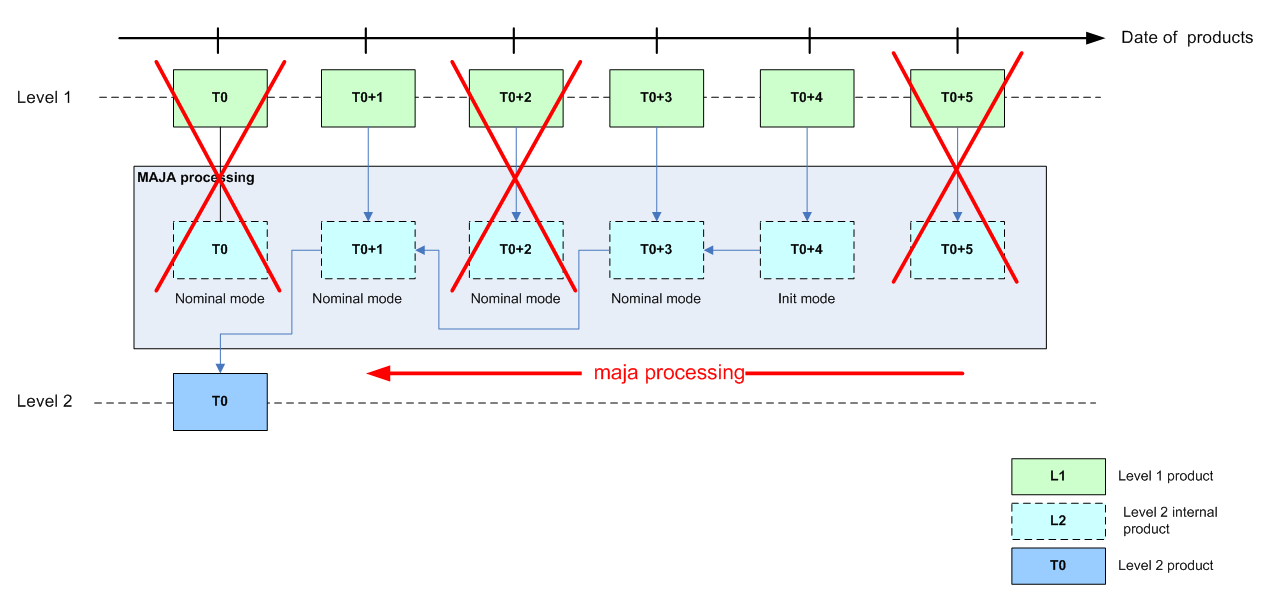 Date of  products
Level 1
T0 T0+1 T0+2 T0+3 T0+4 T0+5
MAJA processing
T0 T0+1 T0+2 T0+3 T0+4 T0+5
Nominal mode Nominal mode Nominal mode Nominal mode Init mode
maja processing
Level 2
T0
L1 Level 1 product
L2 Level 2 internal
product
T0 Level 2 product